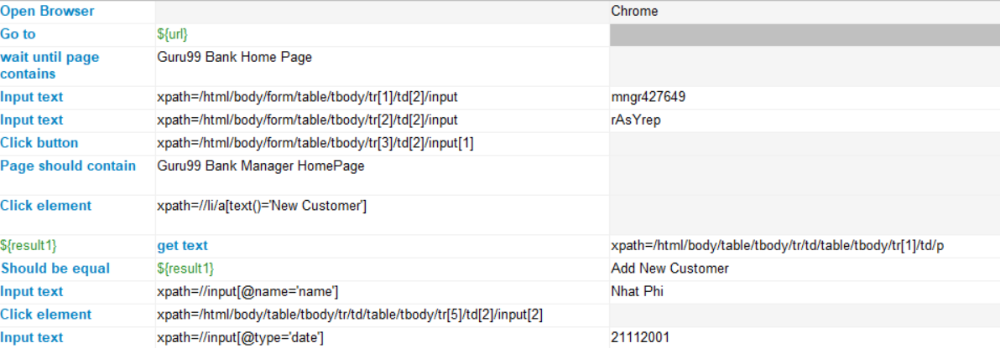 Open Browser Chrome
Go to ${url}
wait until page contains Guru99 Bank Home Page
Input text xpath=/html/body/form/table/tbody/tr[1]/td[2]/input mngr427649
Input text xpath=/html/body/form/table/tbody/tr[2]/td[2]/input rAsYrep
Click button xpath=/html/body/form/table/tbody/tr[3]/td[2]/input[1]
Page should contain Guru99 Bank Manager HomePage
Click element xpath=//li/a[text()='New Customer']
${result1} get text xpath=/html/body/table/tbody/tr/td/table/tbody/tr[1]/td/p
Should be equal ${result1} Add New Customer
Input text xpath=//input[@name='name'] Nhat Phi
Click element xpath=/html/body/table/tbody/tr/td/table/tbody/tr[5]/td[2]/input[2]
Input text xpath=//input[@type='date'] 21112001